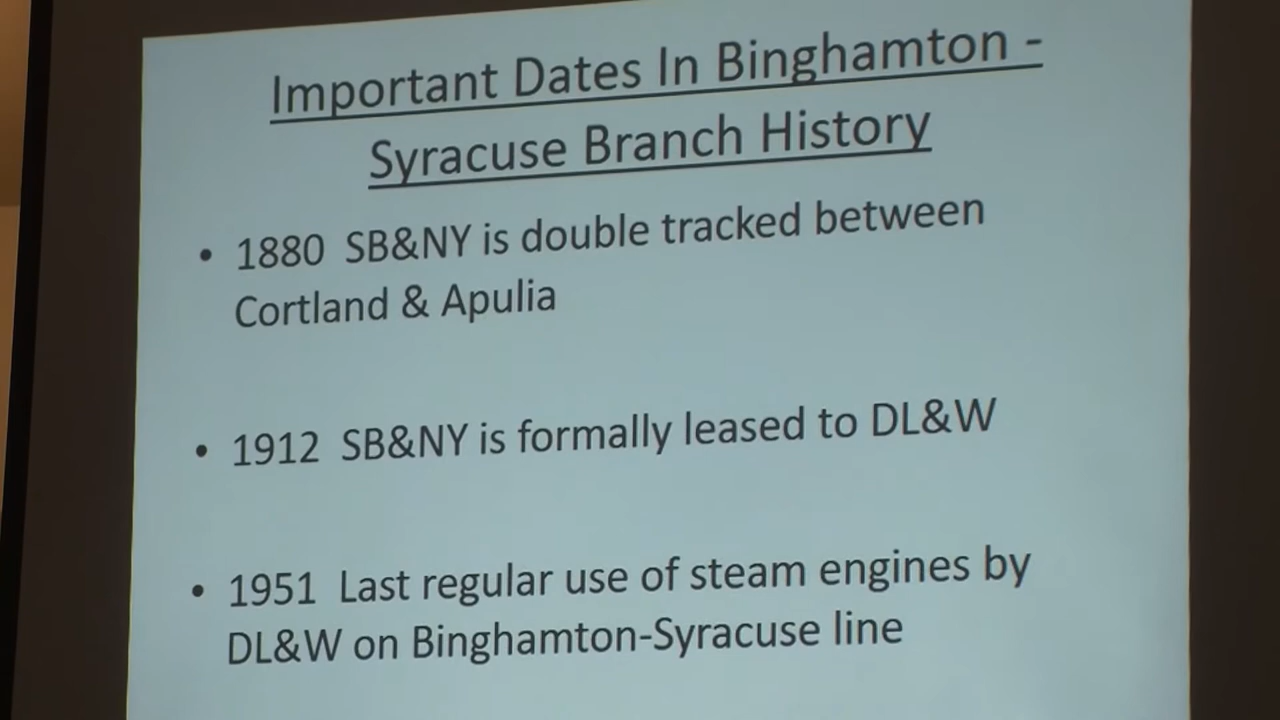 Important Dates In Binghamton -
Syracuse Branch History
• 1880 SB&NY is double tracked between
Cortland & Apulia
• 1912 SB&NY is formally leased to DL&W
• 1951 Last regular use of steam engines by
DL&W on Binghamton-Syracuse line